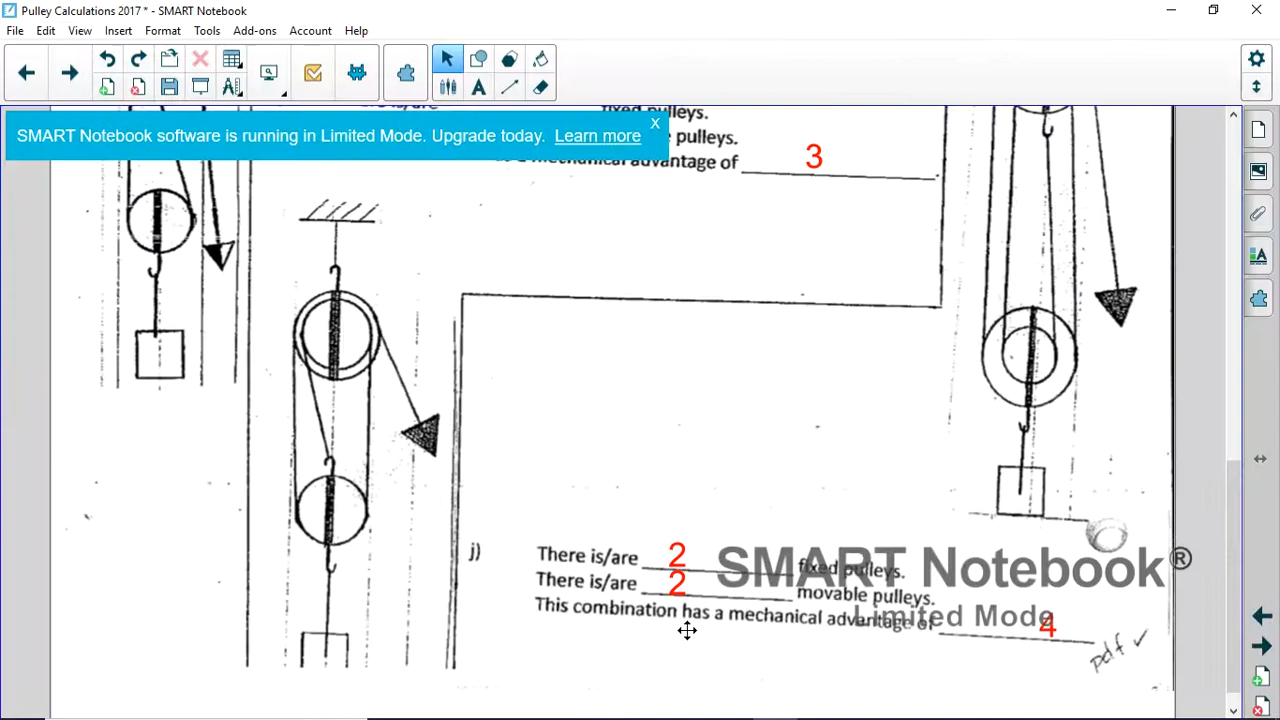 Pulley Calculations 2017 * - SMART Notebook
File Edit View Insert Format Tools Add-ons Account Help
fixed pulleys.
SMART Notebook software is running in Limited Mode. Upgrade today. Learn more X
pulleys.
mechanical advantage of 3
j)
There is/are 2 fixed pulleys.
There is/are 2 movable pulleys.
This combination has a mechanical advantage of 4
SMART Notebook®
Limited Mode
pdf ✓